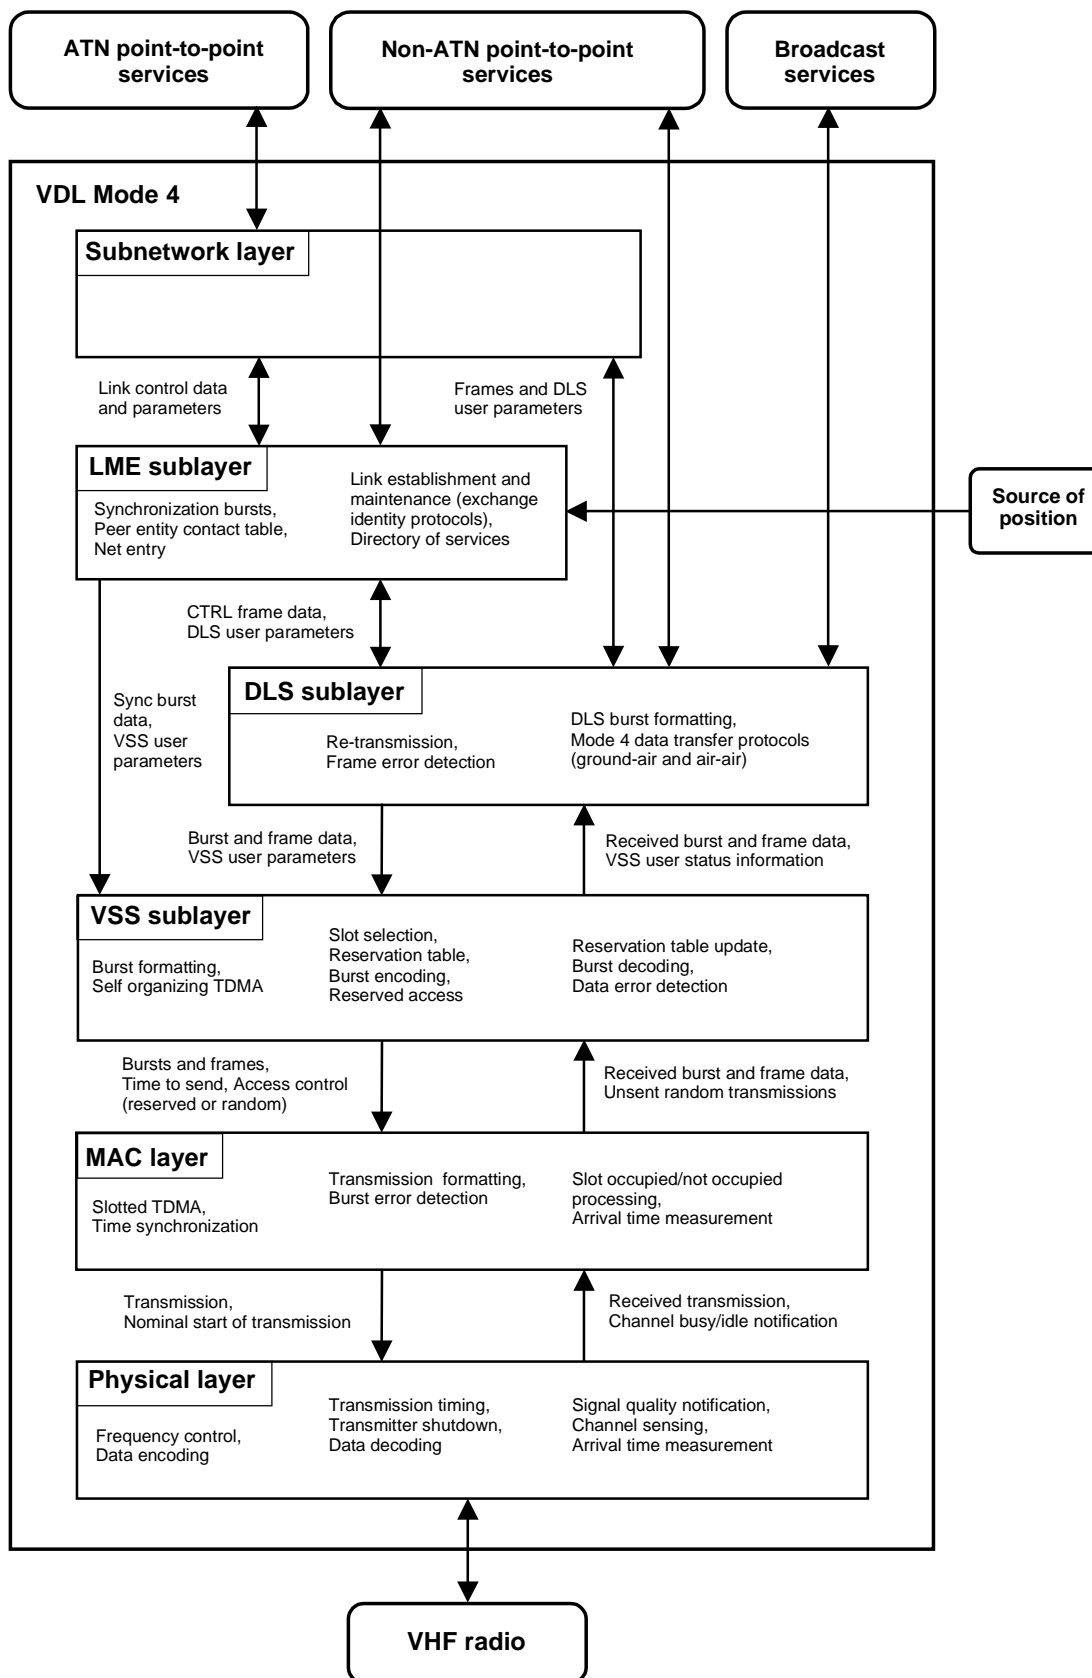 ATN point-to-point
services
Non-ATN point-to-point
services
Broadcast
services
VDL Mode 4
Subnetwork layer
Link control data
and parameters
Frames and DLS
user parameters
LME sublayer
Synchronization bursts,
Peer entity contact table,
Net entry
Link establishment and
maintenance (exchange
identity protocols),
Directory of services
Source of
position
CTRL frame data,
DLS user parameters
Sync burst
data,
VSS user
parameters
DLS sublayer
Re-transmission,
Frame error detection
DLS burst formatting,
Mode 4 data transfer protocols
(ground-air and air-air)
Burst and frame data,
VSS user parameters
Received burst and frame data,
VSS user status information
VSS sublayer
Burst formatting,
Self organizing TDMA
Slot selection,
Reservation table,
Burst encoding,
Reserved access
Reservation table update,
Burst decoding,
Data error detection
Bursts and frames,
Time to send, Access control
(reserved or random)
Received burst and frame data,
Unsent random transmissions
MAC layer
Slotted TDMA,
Time synchronization
Transmission formatting,
Burst error detection
Slot occupied/not occupied
processing,
Arrival time measurement
Transmission,
Nominal start of transmission
Received transmission,
Channel busy/idle notification
Physical layer
Frequency control,
Data encoding
Transmission timing,
Transmitter shutdown,
Data decoding
Signal quality notification,
Channel sensing,
Arrival time measurement
VHF radio